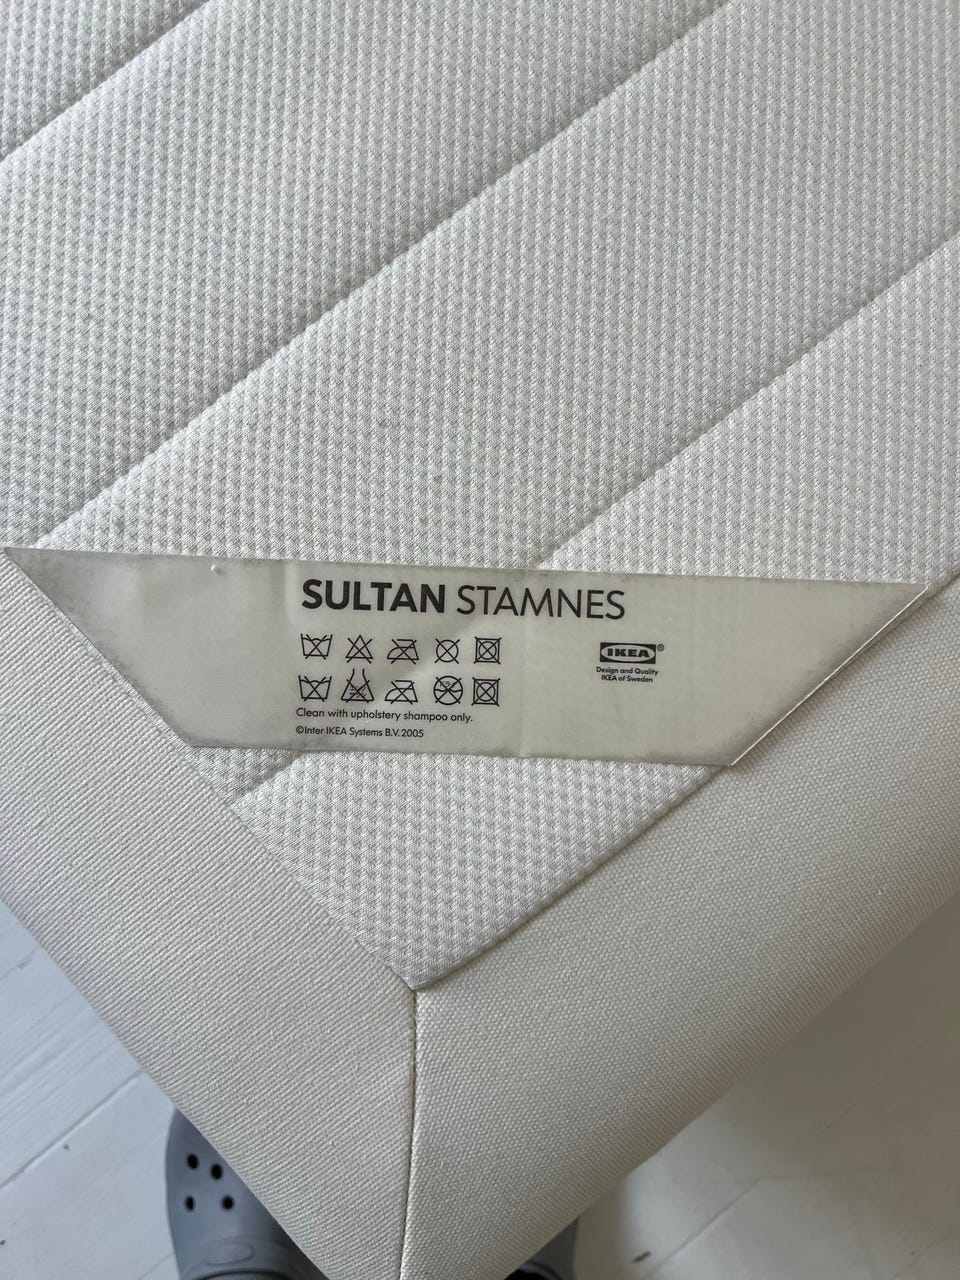 SULTAN STAMNES
IKEA®
Design and Quality
IKEA of Sweden
Clean with upholstery shampoo only.
©Inter IKEA Systems B.V. 2005